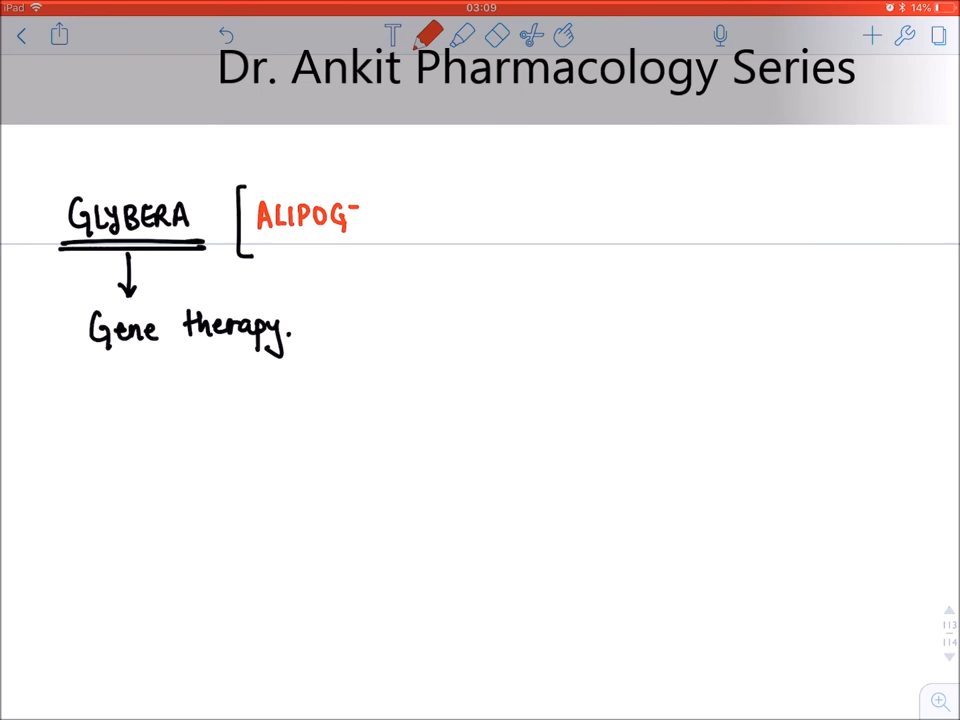 iPad 03:09 14%
Dr. Ankit Pharmacology Series
GLYBERA [ALIPOG-
Gene therapy.
113
114